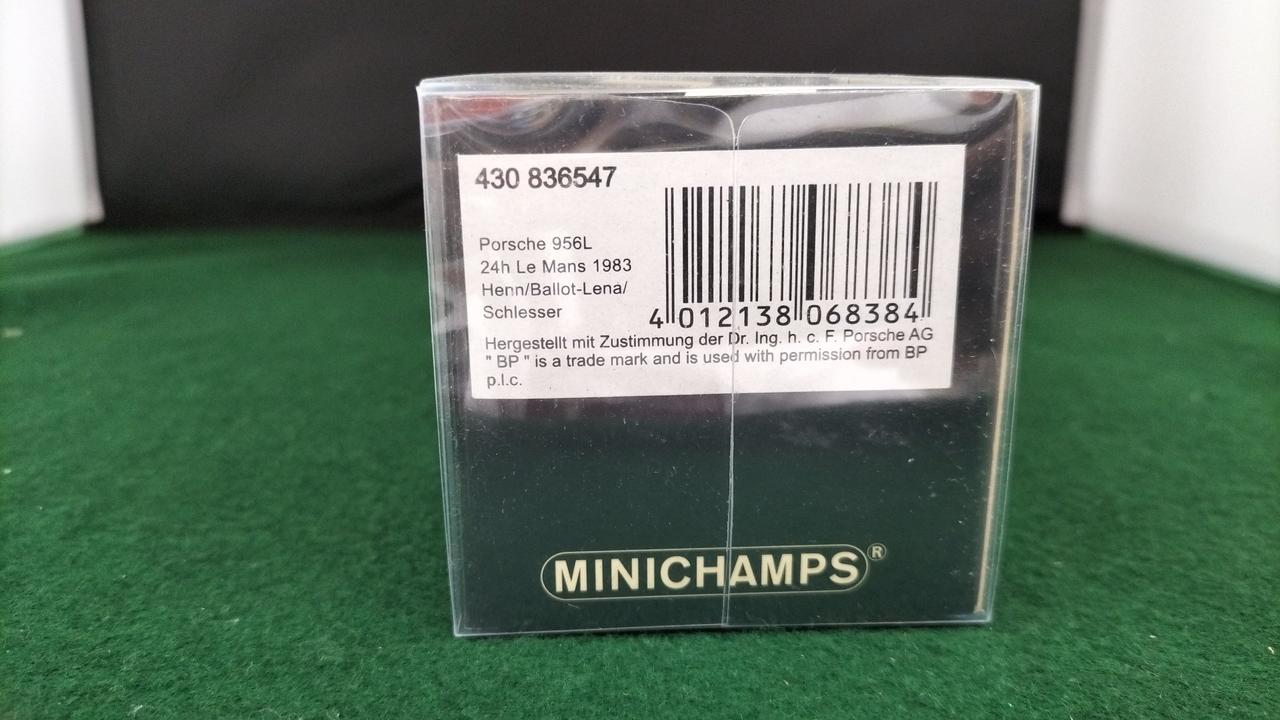 430 836547
Porsche 956L
24h Le Mans 1983
Henn/Ballot-Lena/
Schlesser
4 012138 068384
Hergestellt mit Zustimmung der Dr. Ing. h. c. F. Porsche AG
" BP " is a trade mark and is used with permission from BP
p.l.c.
MINICHAMPS®